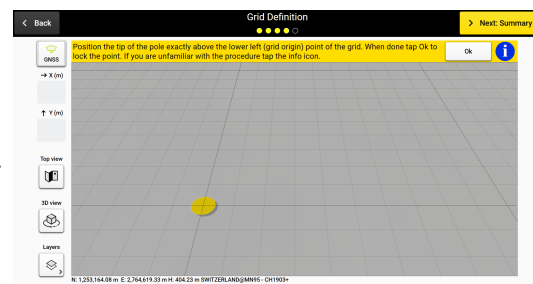 Back
Grid Definition
Next: Summary
Position the tip of the pole exactly above the lower left (grid origin) point of the grid. When done tap Ok to
lock the point. If you are unfamiliar with the procedure tap the info icon.
Ok
i
GNSS
→ X (m)
↑ Y (m)
Top view
3D view
Layers
N: 1,253,164.08 m E: 2,764,619.33 m H: 404.23 m SWITZERLAND@MN95 - CH1903+